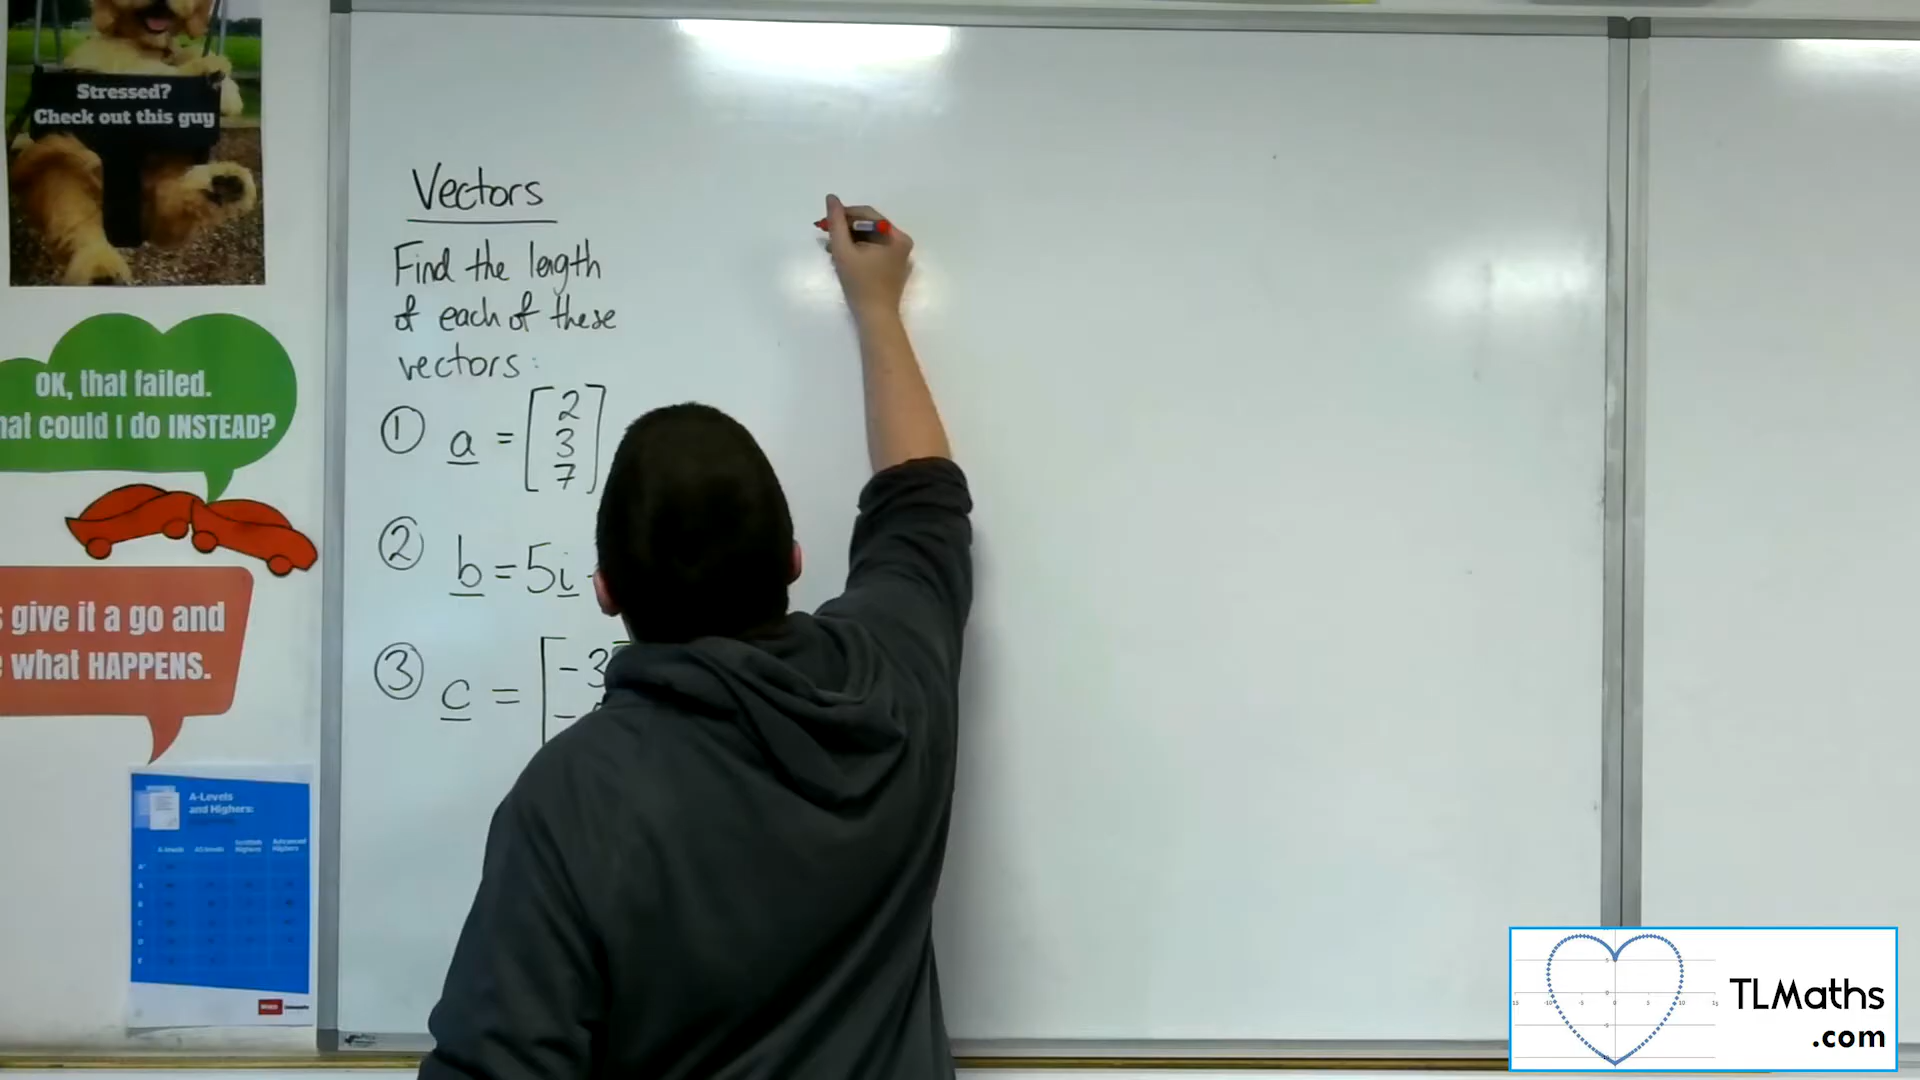 Stressed?
Check out this guy
OK, that failed.
hat could I do INSTEAD?
give it a go and
what HAPPENS.
A-Levels
and Highers:
Vectors
Find the length
of each of these
vectors:
① a = [2
3
7]
② b = 5i
③ c = [-3
-
TLMaths
.com